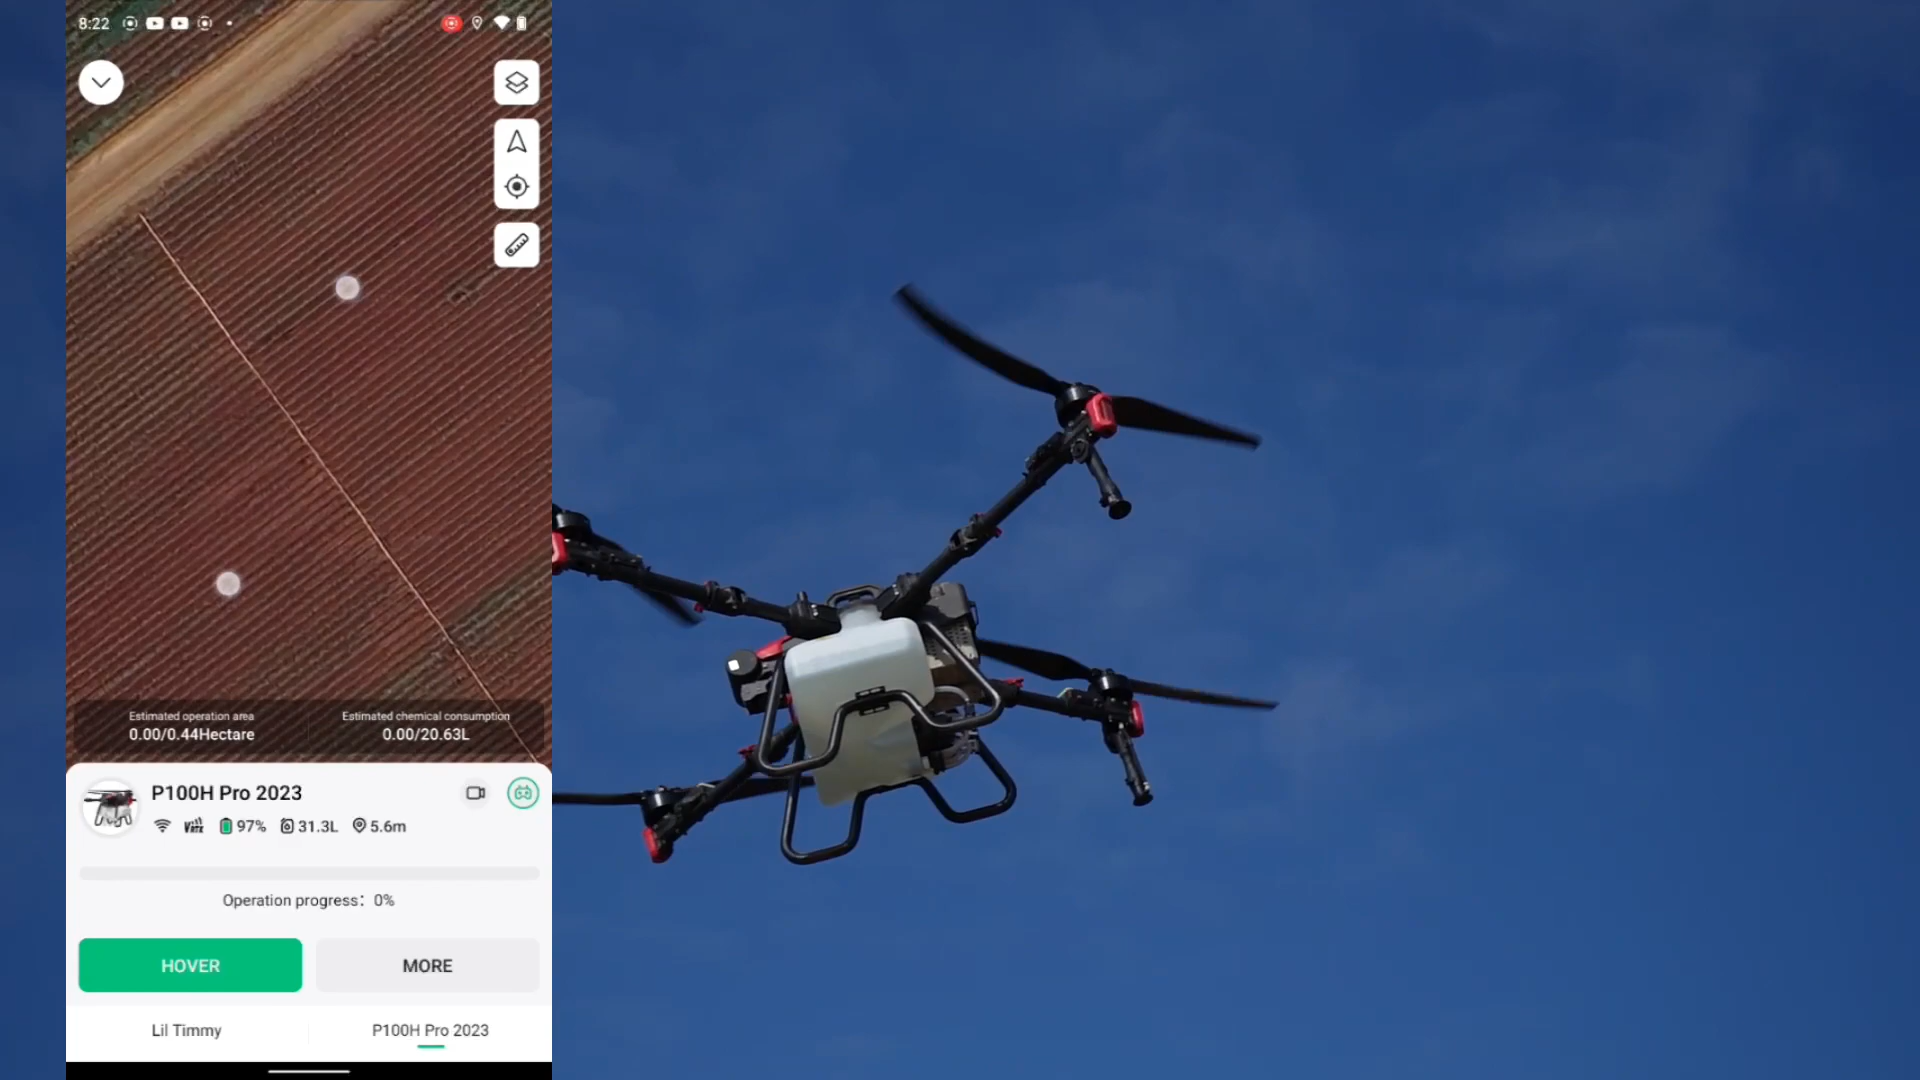 8:22
Estimated operation area
0.00/0.44Hectare
Estimated chemical consumption
0.00/20.63L
P100H Pro 2023
97% 31.3L 5.6m
Operation progress: 0%
HOVER
MORE
Lil Timmy
P100H Pro 2023